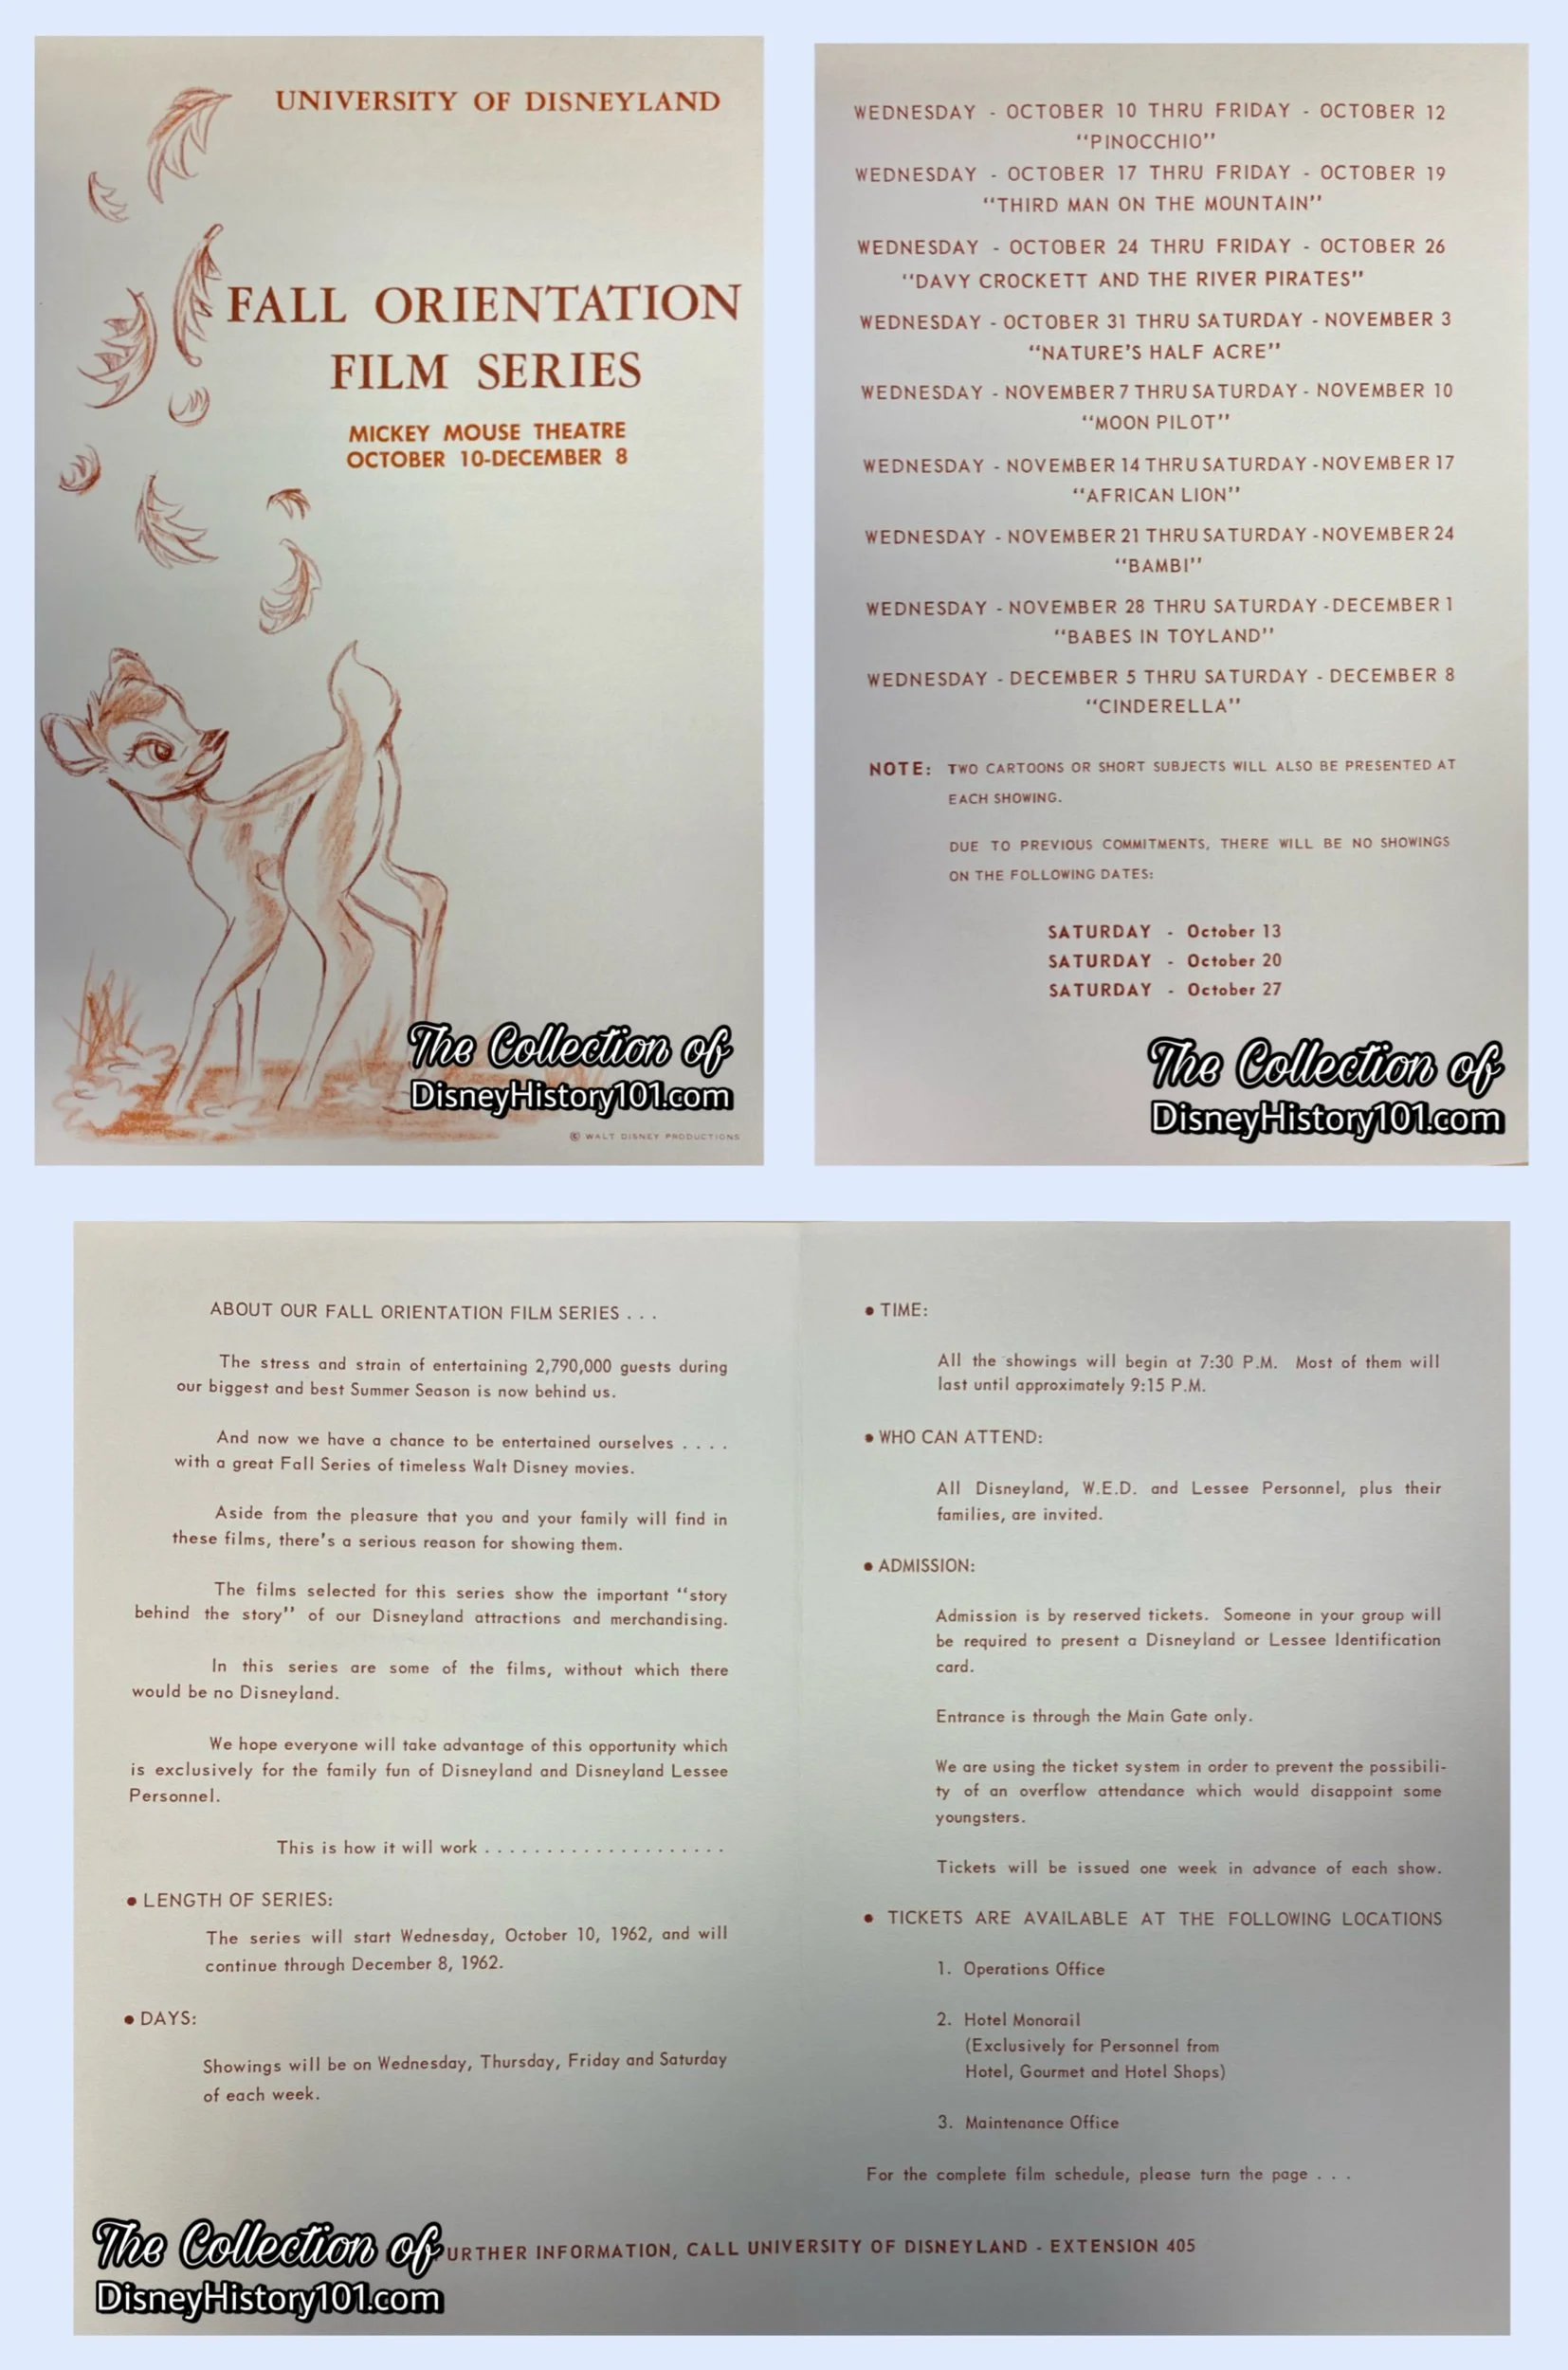 UNIVERSITY OF DISNEYLAND
FALL ORIENTATION
FILM SERIES
MICKEY MOUSE THEATRE
OCTOBER 10-DECEMBER 8
The Collection of
DisneyHistory101.com
© WALT DISNEY PRODUCTIONS
WEDNESDAY - OCTOBER 10 THRU FRIDAY - OCTOBER 12
"PINOCCHIO"
WEDNESDAY - OCTOBER 17 THRU FRIDAY - OCTOBER 19
"THIRD MAN ON THE MOUNTAIN"
WEDNESDAY - OCTOBER 24 THRU FRIDAY - OCTOBER 26
"DAVY CROCKETT AND THE RIVER PIRATES"
WEDNESDAY - OCTOBER 31 THRU SATURDAY - NOVEMBER 3
"NATURE'S HALF ACRE"
WEDNESDAY - NOVEMBER 7 THRU SATURDAY - NOVEMBER 10
"MOON PILOT"
WEDNESDAY - NOVEMBER 14 THRU SATURDAY - NOVEMBER 17
"AFRICAN LION"
WEDNESDAY - NOVEMBER 21 THRU SATURDAY - NOVEMBER 24
"BAMBI"
WEDNESDAY - NOVEMBER 28 THRU SATURDAY - DECEMBER 1
"BABES IN TOYLAND"
WEDNESDAY - DECEMBER 5 THRU SATURDAY - DECEMBER 8
"CINDERELLA"
NOTE: TWO CARTOONS OR SHORT SUBJECTS WILL ALSO BE PRESENTED AT
EACH SHOWING.
DUE TO PREVIOUS COMMITMENTS, THERE WILL BE NO SHOWINGS
ON THE FOLLOWING DATES:
SATURDAY - October 13
SATURDAY - October 20
SATURDAY - October 27
The Collection of
DisneyHistory101.com
ABOUT OUR FALL ORIENTATION FILM SERIES . . .
The stress and strain of entertaining 2,790,000 guests during
our biggest and best Summer Season is now behind us.
And now we have a chance to be entertained ourselves . . . .
with a great Fall Series of timeless Walt Disney movies.
Aside from the pleasure that you and your family will find in
these films, there's a serious reason for showing them.
The films selected for this series show the important "story
behind the story" of our Disneyland attractions and merchandising.
In this series are some of the films, without which there
would be no Disneyland.
We hope everyone will take advantage of this opportunity which
is exclusively for the family fun of Disneyland and Disneyland Lessee
Personnel.
This is how it will work . . . . . . . . . . . . . . . . . . . .
• LENGTH OF SERIES:
The series will start Wednesday, October 10, 1962, and will
continue through December 8, 1962.
• DAYS:
Showings will be on Wednesday, Thursday, Friday and Saturday
of each week.
• TIME:
All the showings will begin at 7:30 P.M. Most of them will
last until approximately 9:15 P.M.
• WHO CAN ATTEND:
All Disneyland, W.E.D. and Lessee Personnel, plus their
families, are invited.
• ADMISSION:
Admission is by reserved tickets. Someone in your group will
be required to present a Disneyland or Lessee Identification
card.
Entrance is through the Main Gate only.
We are using the ticket system in order to prevent the possibili-
ty of an overflow attendance which would disappoint some
youngsters.
Tickets will be issued one week in advance of each show.
• TICKETS ARE AVAILABLE AT THE FOLLOWING LOCATIONS
1. Operations Office
2. Hotel Monorail
(Exclusively for Personnel from
Hotel, Gourmet and Hotel Shops)
3. Maintenance Office
For the complete film schedule, please turn the page . . .
URTHER INFORMATION, CALL UNIVERSITY OF DISNEYLAND - EXTENSION 405
The Collection of
DisneyHistory101.com